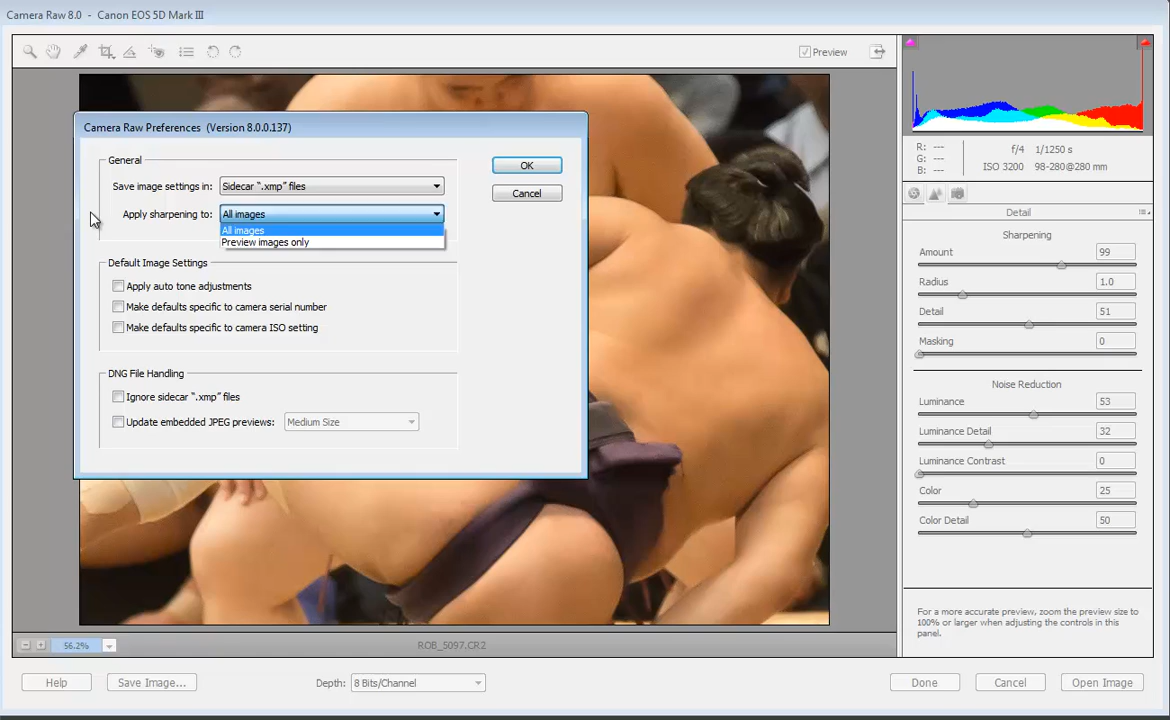 Camera Raw 8.0 - Canon EOS 5D Mark III
Preview
Camera Raw Preferences (Version 8.0.0.137)
General
Save image settings in: Sidecar “.xmp” files
Apply sharpening to: All images
All images
Preview images only
OK
Cancel
Default Image Settings
Apply auto tone adjustments
Make defaults specific to camera serial number
Make defaults specific to camera ISO setting
DNG File Handling
Ignore sidecar “.xmp” files
Update embedded JPEG previews: Medium Size
R: ---
G: ---
B: ---
f/4 1/1250 s
ISO 3200 98-280@280 mm
Detail
Sharpening
Amount 99
Radius 1.0
Detail 51
Masking 0
Noise Reduction
Luminance 53
Luminance Detail 32
Luminance Contrast 0
Color 25
Color Detail 50
For a more accurate preview, zoom the preview size to
100% or larger when adjusting the controls in this
panel.
56.2%
ROB_5097.CR2
Help
Save Image...
Depth: 8 Bits/Channel
Done
Cancel
Open Image